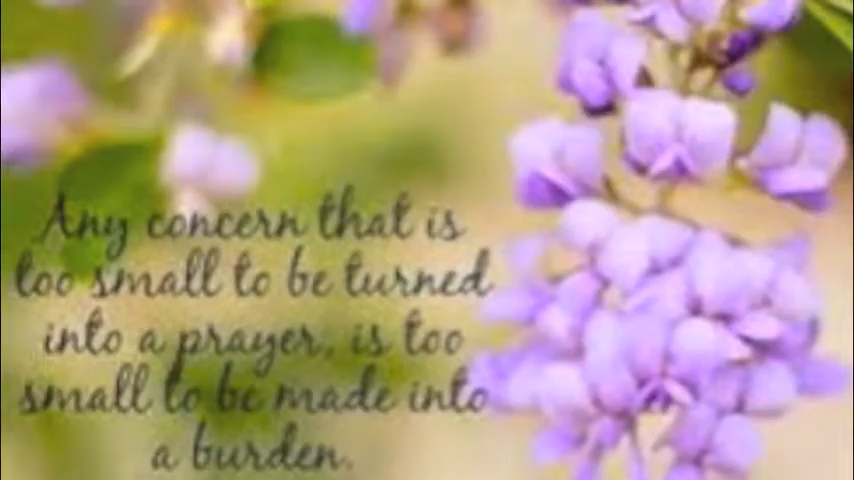 Any concern that is
too small to be turned
into a prayer, is too
small to be made into
a burden.